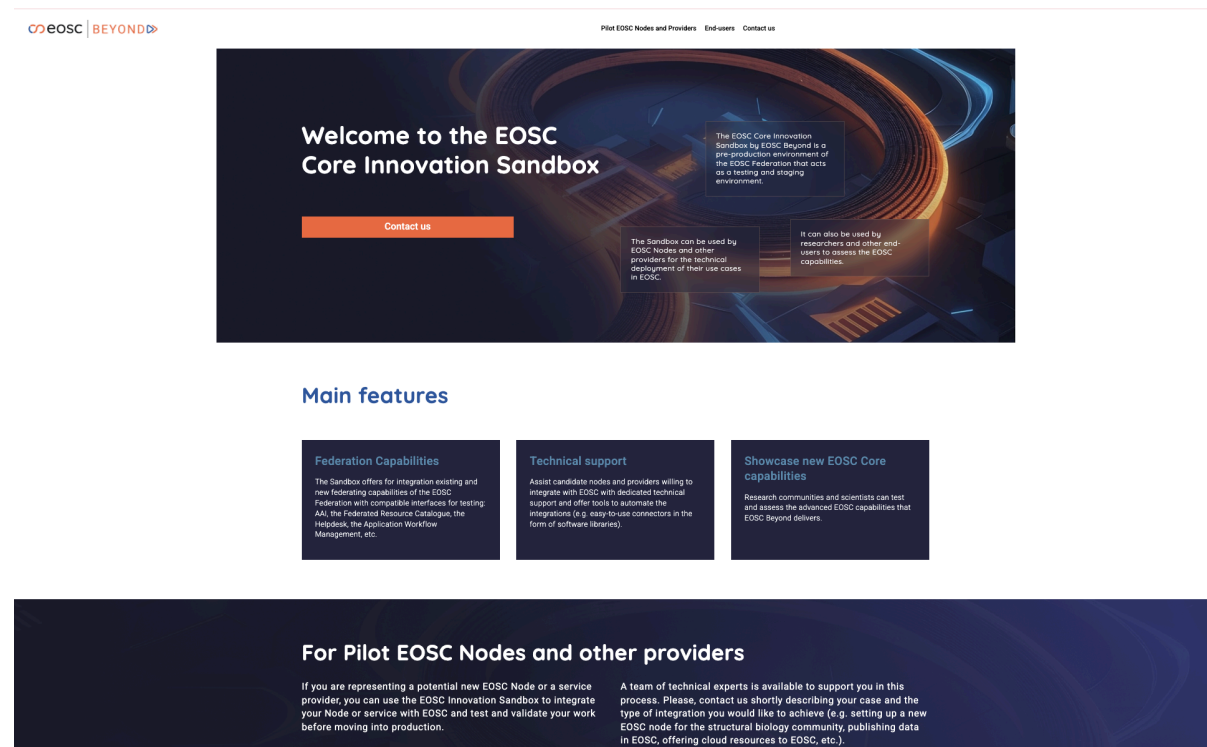 eosc BEYOND
Pilot EOSC Nodes and Providers End-users Contact us
Welcome to the EOSC
Core Innovation Sandbox
Contact us
The EOSC Core Innovation
Sandbox by EOSC Beyond is a
pre-production environment of
the EOSC Federation that acts
as a testing and staging
environment.
The Sandbox can be used by
EOSC Nodes and other
providers for the technical
deployment of their use cases
in EOSC.
It can also be used by
researchers and other end-
users to assess the EOSC
capabilities.
Main features
Federation Capabilities
The Sandbox offers for integration existing and
new federating capabilities of the EOSC
Federation with compatible interfaces for testing:
AAI, the Federated Resource Catalogue, the
Helpdesk, the Application Workflow
Management, etc.
Technical support
Assist candidate nodes and providers willing to
integrate with EOSC with dedicated technical
support and offer tools to automate the
integrations (e.g. easy-to-use connectors in the
form of software libraries).
Showcase new EOSC Core
capabilities
Research communities and scientists can test
and assess the advanced EOSC capabilities that
EOSC Beyond delivers.
For Pilot EOSC Nodes and other providers
If you are representing a potential new EOSC Node or a service
provider, you can use the EOSC Innovation Sandbox to integrate
your Node or service with EOSC and test and validate your work
before moving into production.
A team of technical experts is available to support you in this
process. Please, contact us shortly describing your case and the
type of integration you would like to achieve (e.g. setting up a new
EOSC node for the structural biology community, publishing data
in EOSC, offering cloud resources to EOSC, etc.).